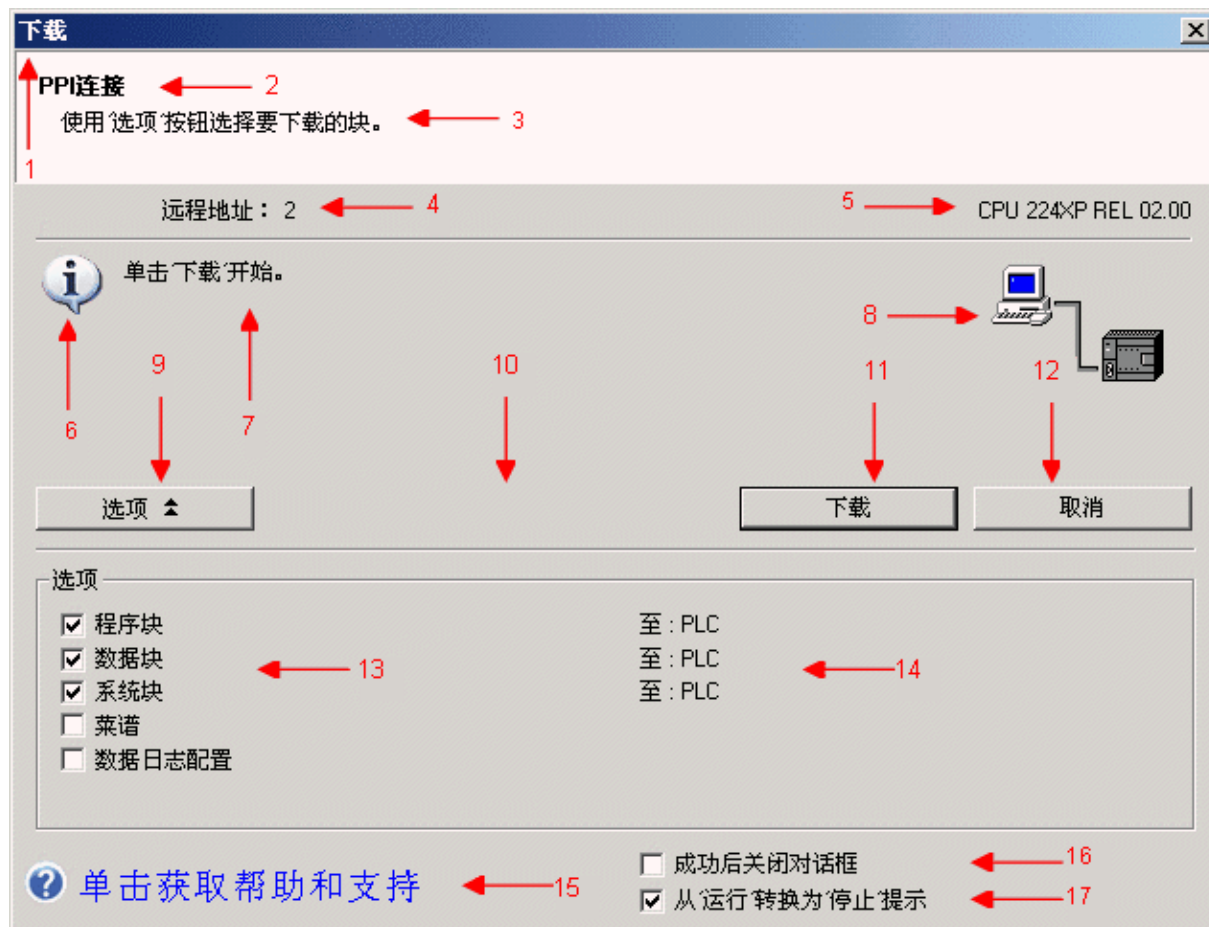 下载
PPI连接 2
使用'选项'按钮选择要下载的块。 3
1
远程地址： 2 4 5 CPU 224XP REL 02.00
单击'下载'开始。
8
9 10 11 12
6 7
选项 下载 取消
选项
程序块 至 : PLC
数据块 13 至 : PLC 14
系统块 至 : PLC
菜谱
数据日志配置
成功后关闭对话框 16
单击获取帮助和支持 15
从'运行'转换为'停止'提示 17